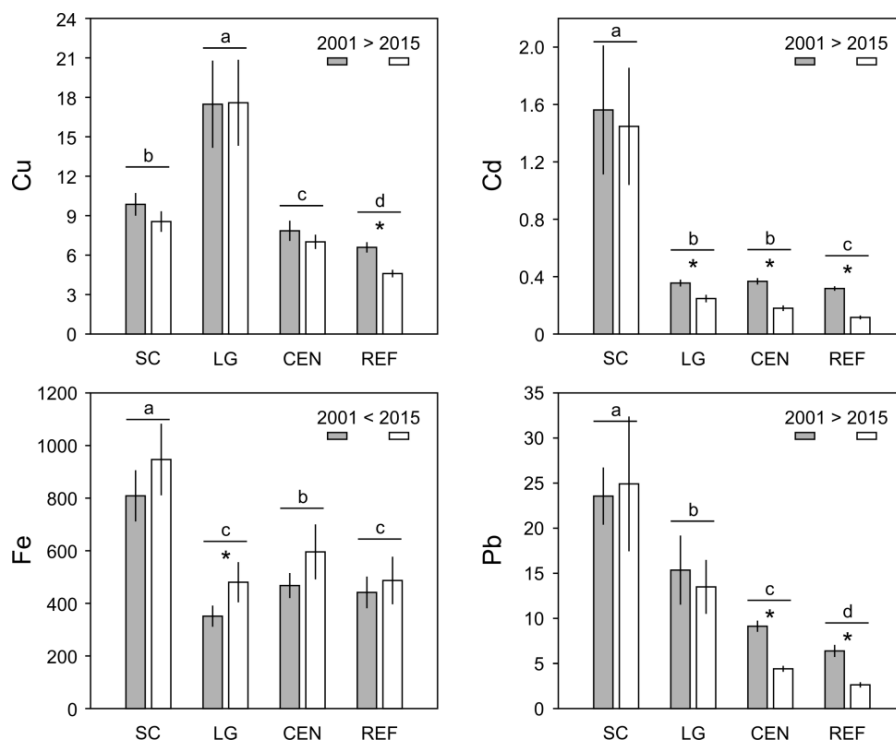 Cu
24
21
18
15
12
9
6
3
0
2001 > 2015
b
a
c
d
*
SC LG CEN REF
Cd
2.0
1.6
1.2
0.8
0.4
0
2001 > 2015
a
b
b
c
* * *
SC LG CEN REF
Fe
1200
1000
800
600
400
200
0
2001 < 2015
a
c
b
c
*
SC LG CEN REF
Pb
35
30
25
20
15
10
5
0
2001 > 2015
a
b
c
d
* *
SC LG CEN REF